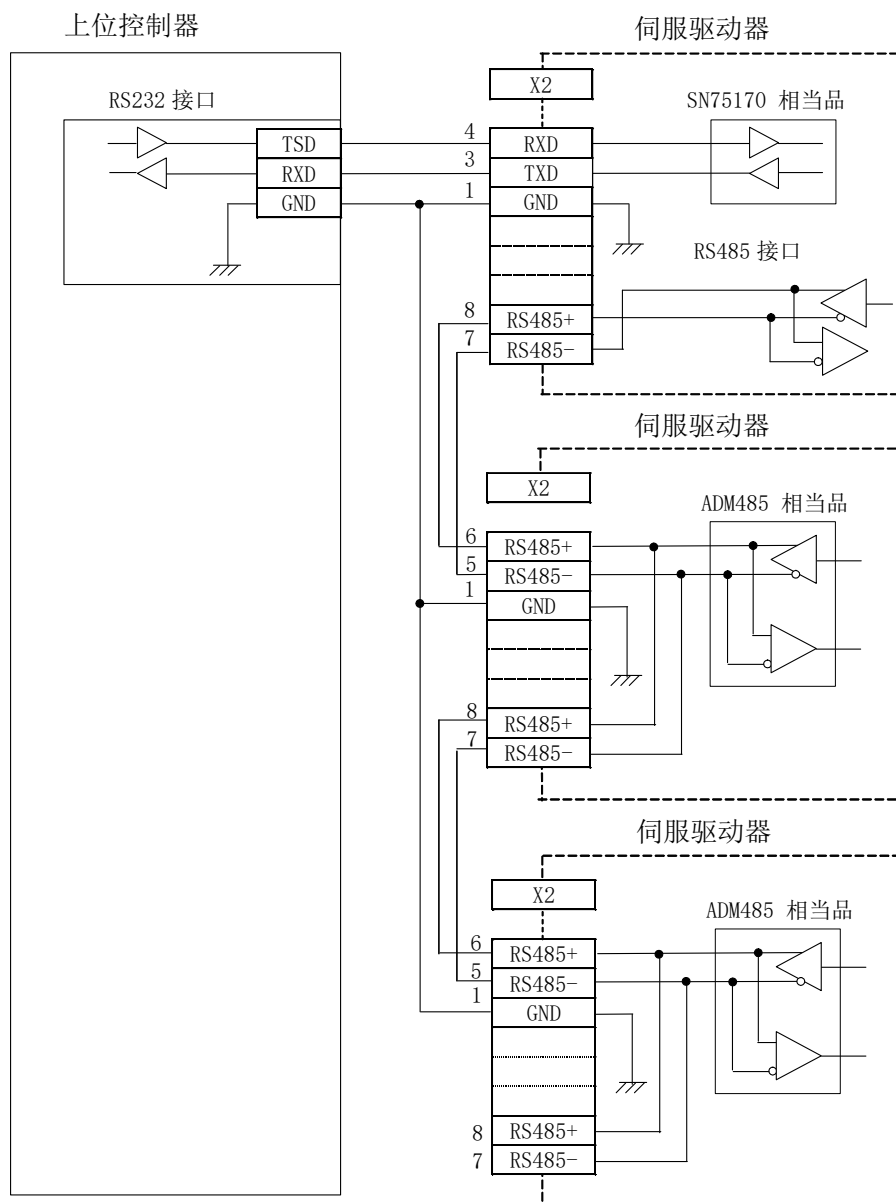 上位控制器
伺服驱动器
X2
RS232 接口
SN75170 相当品
TSD
4
RXD
RXD
3
TXD
GND
1
GND
RS485 接口
8
RS485+
7
RS485-
伺服驱动器
X2
ADM485 相当品
6
RS485+
5
RS485-
1
GND
8
RS485+
7
RS485-
伺服驱动器
X2
ADM485 相当品
6
RS485+
5
RS485-
1
GND
8
RS485+
7
RS485-